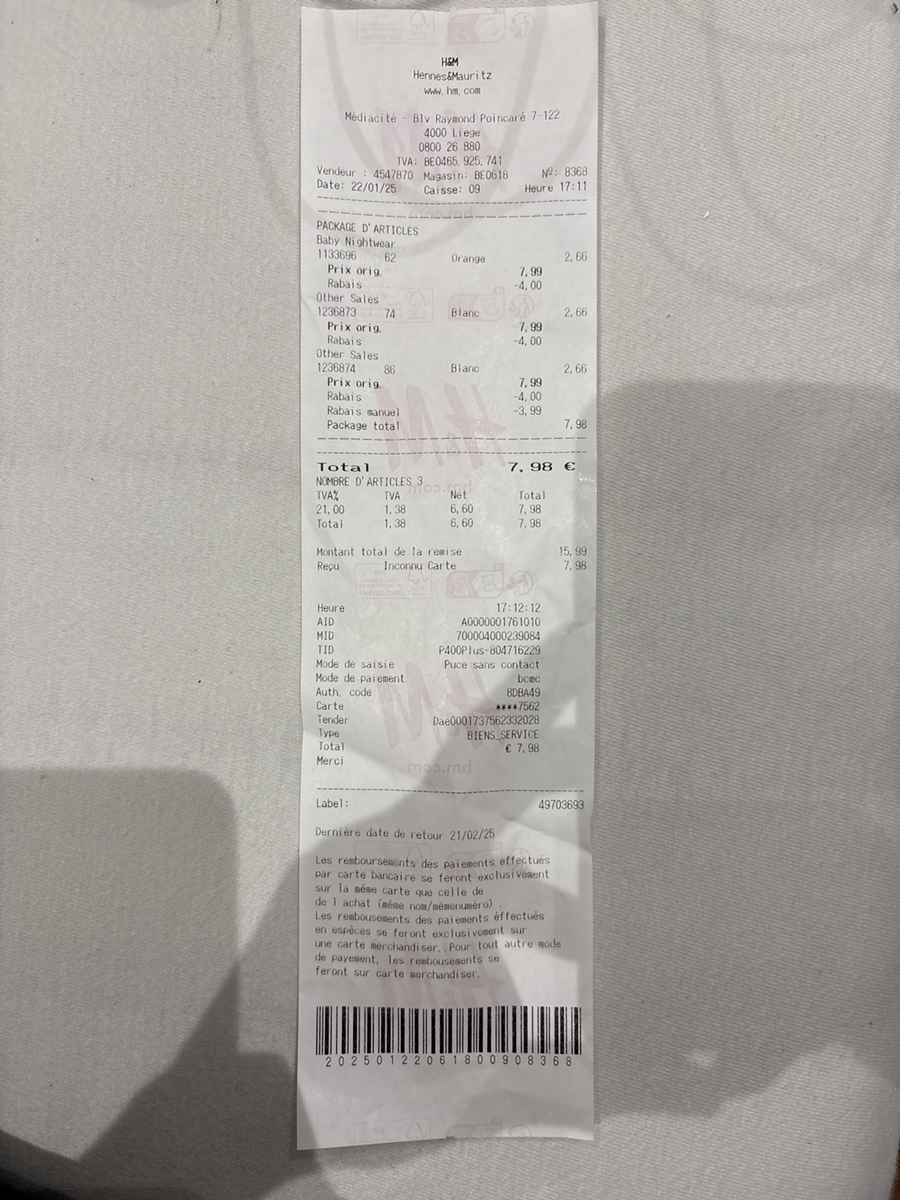 H&M
Hennes&Mauritz
www.hm.com
Médiacité - Blv Raymond Poincaré 7-122
4000 Liege
0800 26 880
TVA: BE0465.925.741
Vendeur : 4547870 Magasin: BE0618 Nº: 8368
Date: 22/01/25 Caisse: 09 Heure 17:11
PACKAGE D'ARTICLES
Baby Nightwear
1133696 62 Orange 2,66
Prix orig. 7,99
Rabais -4,00
Other Sales
1236873 74 Blanc 2,66
Prix orig. 7,99
Rabais -4,00
Other Sales
1236874 86 Blanc 2,66
Prix orig. 7,99
Rabais -4,00
Rabais manuel -3,99
Package total 7,98
Total 7,98 €
NOMBRE D'ARTICLES 3
TVA% TVA Net Total
21,00 1,38 6,60 7,98
Total 1,38 6,60 7,98
Montant total de la remise 15,99
Reçu Inconnu Carte 7,98
Heure 17:12:12
AID A0000001761010
MID 700004000239084
TID P400Plus-804716229
Mode de saisie Puce sans contact
Mode de paiement bcmc
Auth. code 8DBA49
Carte ****7562
Tender Dae0001737562332028
Type BIENS_SERVICE
Total € 7,98
Merci
Label: 49703693
Dernière date de retour 21/02/25
Les remboursements des paiements effectués
par carte bancaire se feront exclusivement
sur la même carte que celle de
de l achat (même nom/mêmenuméro) .
Les rembousements des paiements éffectués
en espèces se feront exclusivement sur
une carte merchandiser. Pour tout autre mode
de payement, les rembousements se
feront sur carte merchandiser.
2025012206180090​8368